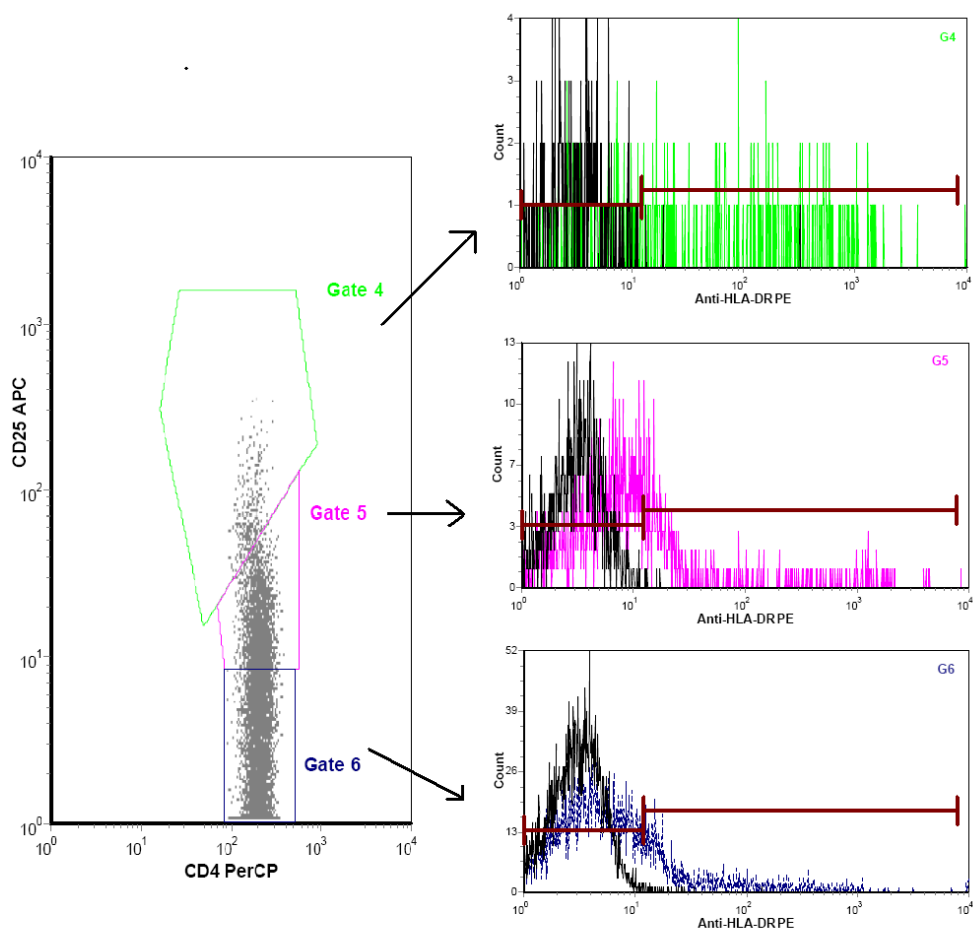 10^4
10^3
10^2
10^1
10^0
CD25 APC
Gate 4
Gate 5
Gate 6
10^0 10^1 10^2 10^3 10^4
CD4 PerCP
G4
4
3
2
1
0
Count
10^0 10^1 10^2 10^3 10^4
Anti-HLA-DRPE
G5
13
10
7
3
0
Count
10^0 10^1 10^2 10^3 10^4
Anti-HLA-DRPE
G6
52
39
26
13
0
Count
10^0 10^1 10^2 10^3 10^4
Anti-HLA-DRPE